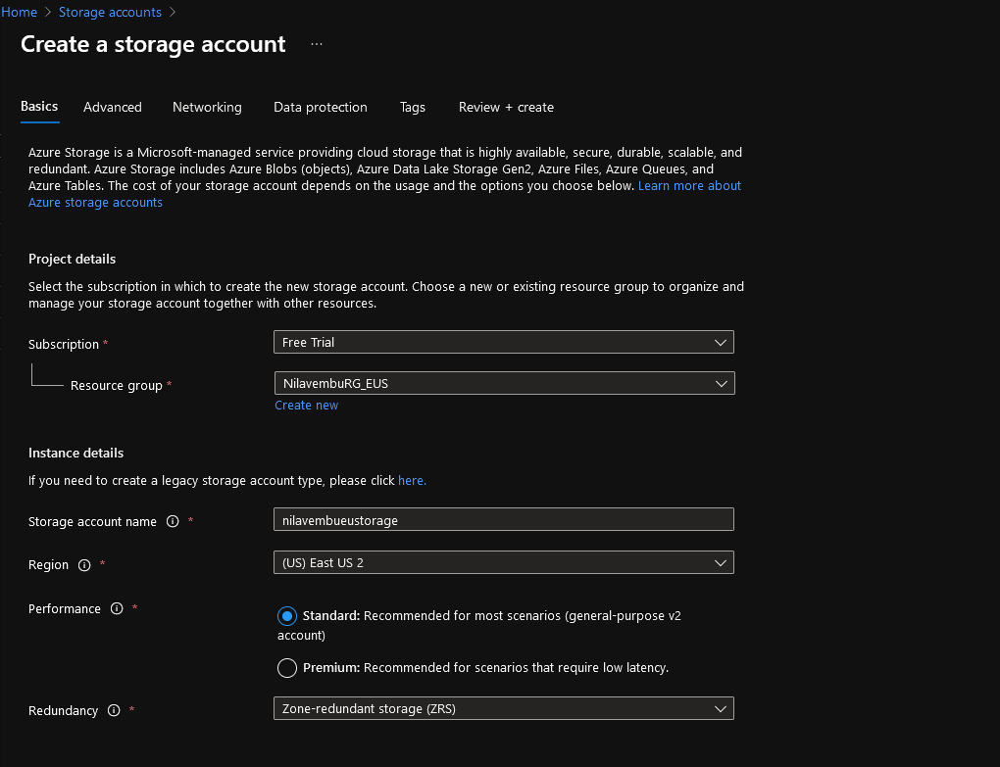 Home > Storage accounts >
Create a storage account ...
Basics Advanced Networking Data protection Tags Review + create
Azure Storage is a Microsoft-managed service providing cloud storage that is highly available, secure, durable, scalable, and
redundant. Azure Storage includes Azure Blobs (objects), Azure Data Lake Storage Gen2, Azure Files, Azure Queues, and
Azure Tables. The cost of your storage account depends on the usage and the options you choose below. Learn more about
Azure storage accounts
Project details
Select the subscription in which to create the new storage account. Choose a new or existing resource group to organize and
manage your storage account together with other resources.
Subscription * Free Trial
Resource group * NilavembuRG_EUS
Create new
Instance details
If you need to create a legacy storage account type, please click here.
Storage account name * nilavembueustorage
Region * (US) East US 2
Performance * Standard: Recommended for most scenarios (general-purpose v2
account)
Premium: Recommended for scenarios that require low latency.
Redundancy * Zone-redundant storage (ZRS)